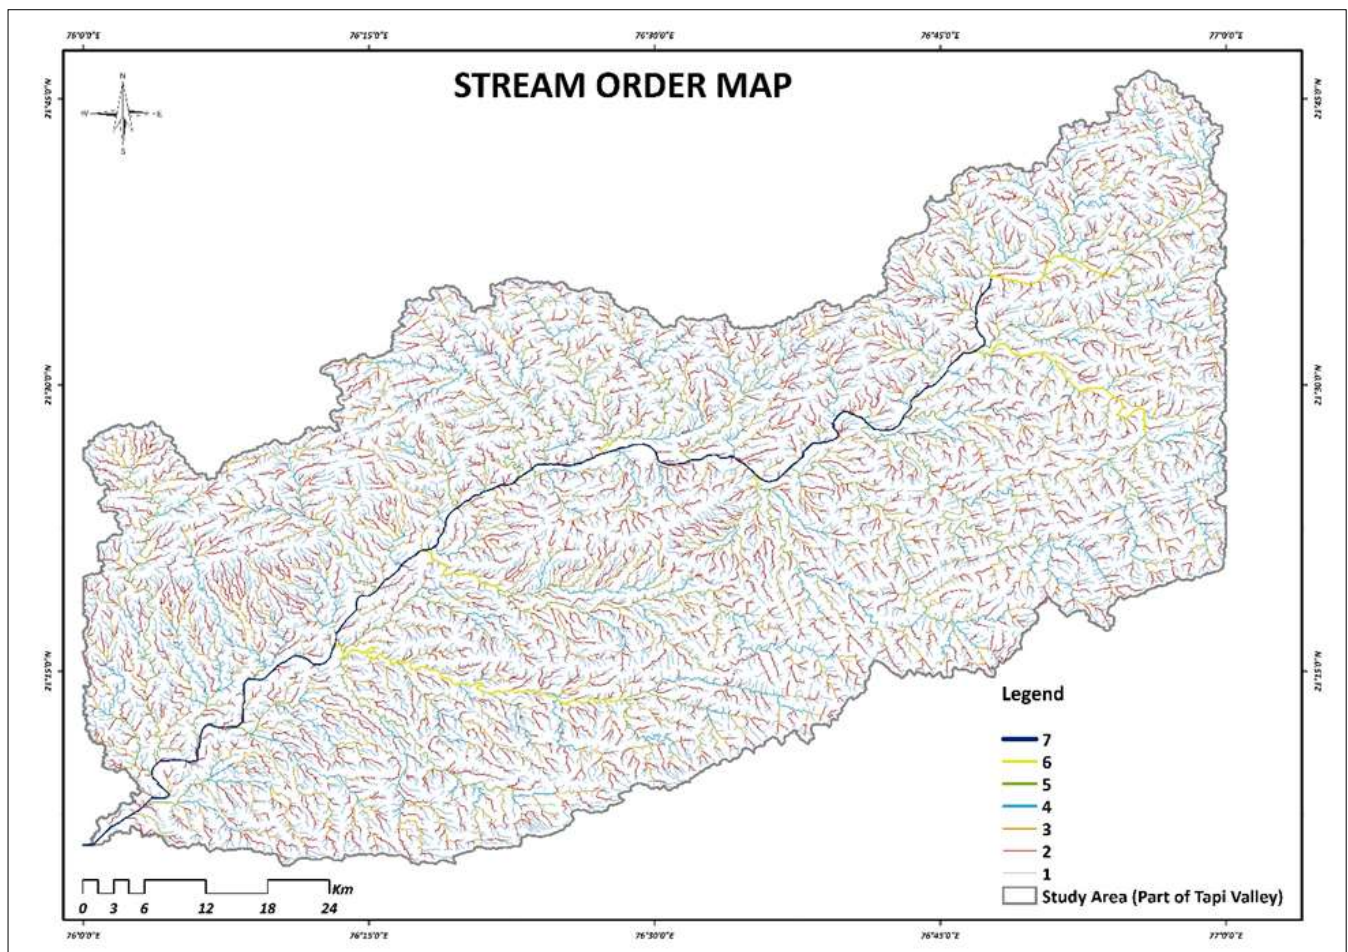 76°0'0"E 76°15'0"E 76°30'0"E 76°45'0"E 77°0'0"E
STREAM ORDER MAP
N
W E
S
21°45'0"N 21°45'0"N
21°30'0"N 21°30'0"N
21°15'0"N 21°15'0"N
Legend
7
6
5
4
3
2
1
Study Area (Part of Tapi Valley)
Km
0 3 6 12 18 24
76°0'0"E 76°15'0"E 76°30'0"E 76°45'0"E 77°0'0"E